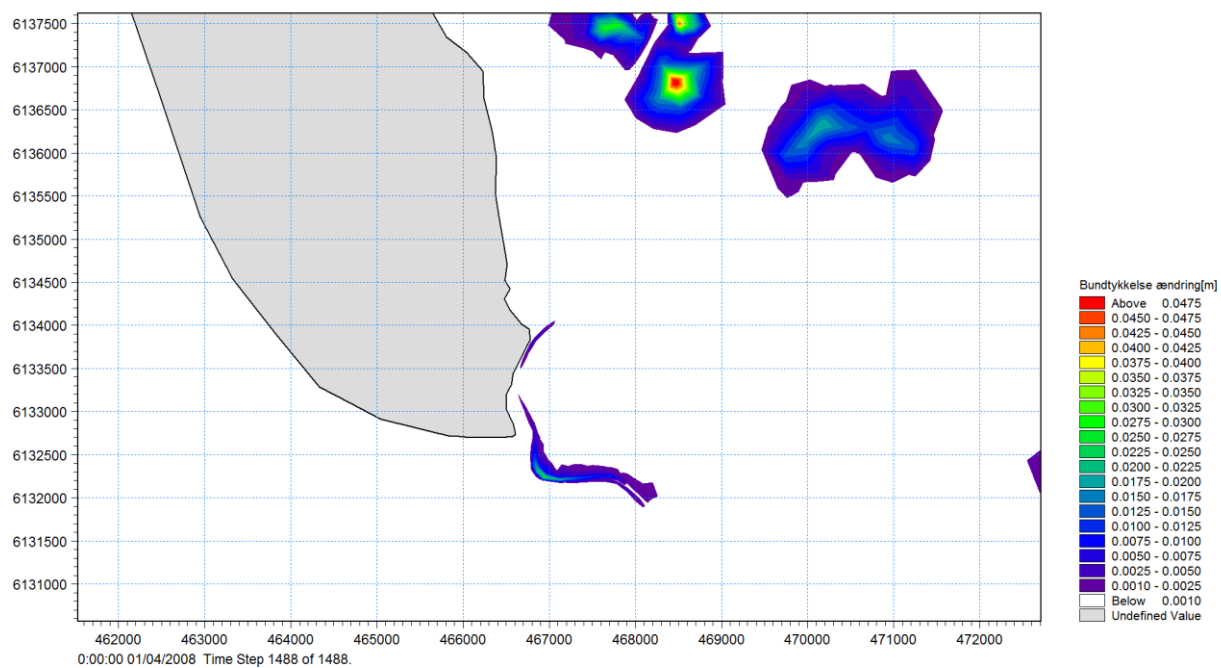 6137500
6137000
6136500
6136000
6135500
6135000
6134500
6134000
6133500
6133000
6132500
6132000
6131500
6131000
462000 463000 464000 465000 466000 467000 468000 469000 470000 471000 472000
0:00:00 01/04/2008 Time Step 1488 of 1488.
Bundtykkelse ændring[m]
Above 0.0475
0.0450 - 0.0475
0.0425 - 0.0450
0.0400 - 0.0425
0.0375 - 0.0400
0.0350 - 0.0375
0.0325 - 0.0350
0.0300 - 0.0325
0.0275 - 0.0300
0.0250 - 0.0275
0.0225 - 0.0250
0.0200 - 0.0225
0.0175 - 0.0200
0.0150 - 0.0175
0.0125 - 0.0150
0.0100 - 0.0125
0.0075 - 0.0100
0.0050 - 0.0075
0.0025 - 0.0050
0.0010 - 0.0025
Below 0.0010
Undefined Value